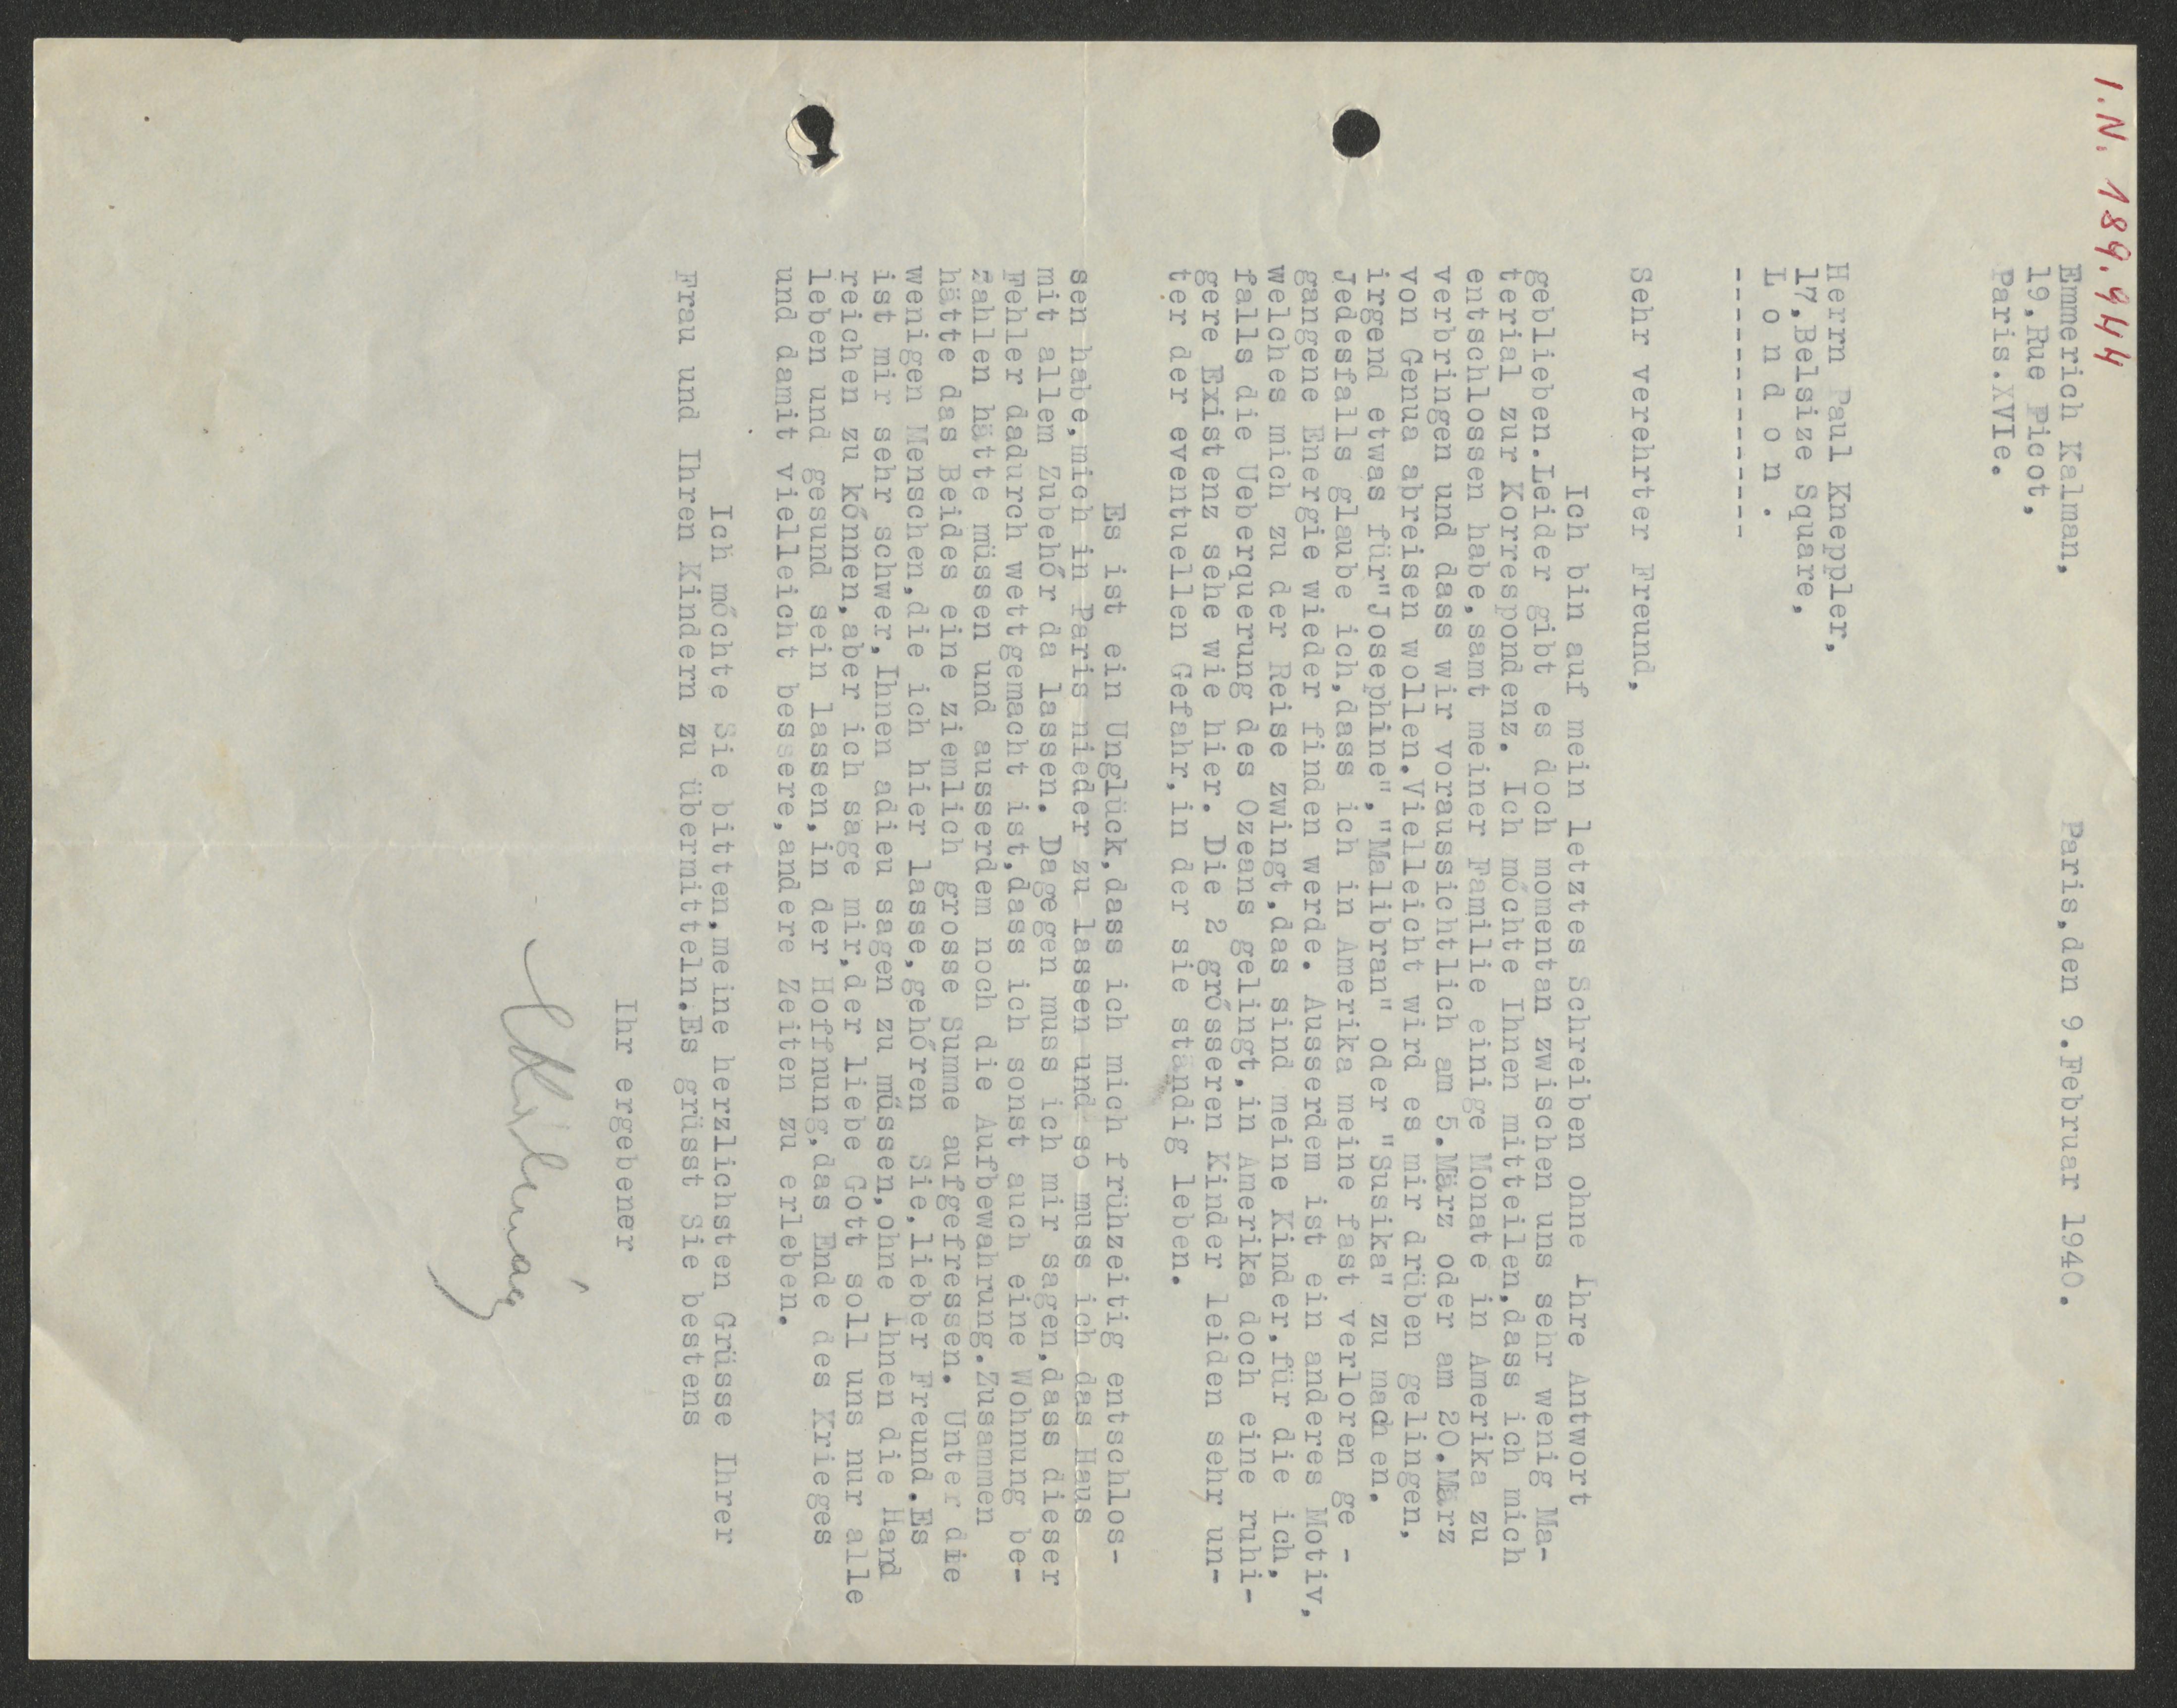 I.N. 189.944
Emmerich Kalman,
19,Rue Picot,
Paris.XVIe.
Paris,den 9.Februar 1940.
Herrn Paul Kneppler,
17,Belsize Square,
L o n d o n .
- - - - - - - - - - - - -
Sehr verehrter Freund,
Ich bin auf mein letztes Schreiben ohne Ihre Antwort
geblieben.Leider gibt es doch momentan zwischen uns sehr wenig Ma-
terial zur Korrespondenz. Ich möchte Ihnen mitteilen,dass ich mich
entschlossen habe,samt meiner Familie einige Monate in Amerika zu
verbringen und dass wir voraussichtlich am 5.März oder am 20.März
von Genua abreisen wollen.Vielleicht wird es mir drüben gelingen,
irgend etwas für"Josephine","Malibran" oder "Susika" zu machen.
Jedesfalls glaube ich,dass ich in Amerika meine fast verloren ge -
gangene Energie wieder finden werde. Ausserdem ist ein anderes Motiv,
welches mich zu der Reise zwingt,das sind meine Kinder,für die ich,
falls die Ueberquerung des Ozeans gelingt,in Amerika doch eine ruhi-
gere Existenz sehe wie hier. Die 2 grösseren Kinder leiden sehr un-
ter der eventuellen Gefahr,in der sie ständig leben.
Es ist ein Unglück,dass ich mich frühzeitig entschlos-
sen habe,mich in Paris nieder zu lassen und so muss ich das Haus
mit allem Zubehör da lassen. Dagegen muss ich mir sagen,dass dieser
Fehler dadurch wettgemacht ist,dass ich sonst auch eine Wohnung be-
zahlen hätte müssen und ausserdem noch die Aufbewahrung.Zusammen
hätte das Beides eine ziemlich grosse Summe aufgefressen. Unter die
wenigen Menschen,die ich hier lasse,gehören Sie,lieber Freund.Es
ist mir sehr schwer,Ihnen adieu sagen zu müssen,ohne Ihnen die Hand
reichen zu können,aber ich sage mir,der liebe Gott soll uns nur alle
leben und gesund sein lassen,in der Hoffnung,das Ende des Krieges
und damit vielleicht bessere,andere Zeiten zu erleben.
Ich möchte Sie bitten,meine herzlichsten Grüsse Ihrer
Frau und Ihren Kindern zu übermitteln.Es grüsst Sie bestens
Ihr ergebener
EKálmán